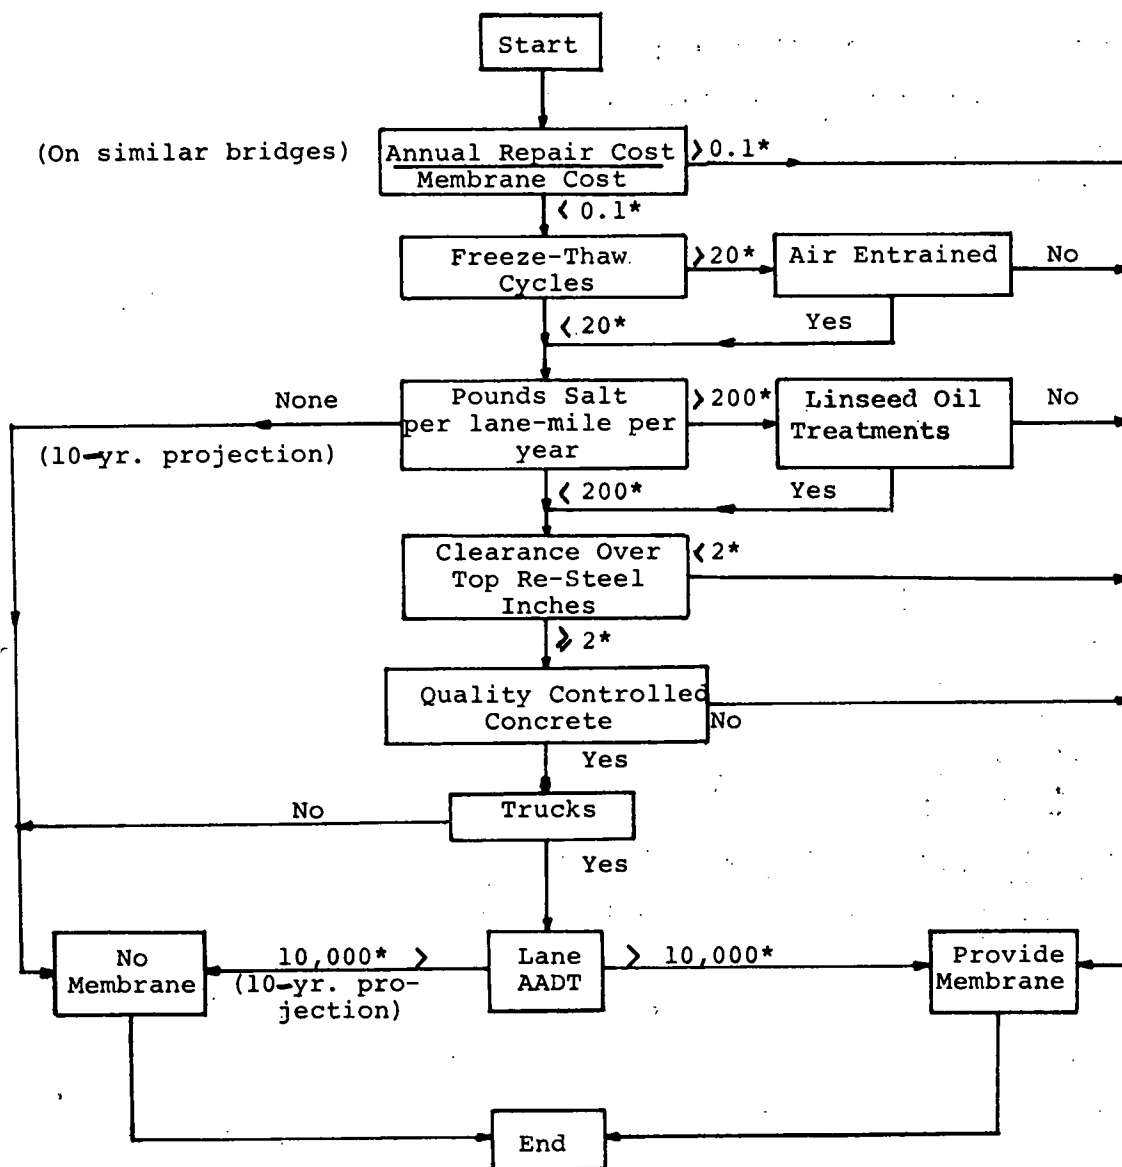 Start
(On similar bridges)
Annual Repair Cost
Membrane Cost
>0.1*
< 0.1*
Freeze-Thaw
Cycles
>20*
Air Entrained
No
< 20*
Yes
None
(10-yr. projection)
Pounds Salt
per lane-mile per
year
>200*
Linseed Oil
Treatments
No
< 200*
Yes
Clearance Over
Top Re-Steel
Inches
< 2*
⩾ 2*
Quality Controlled
Concrete
No
Yes
Trucks
No
Yes
No
Membrane
10,000* >
(10-yr. pro-
jection)
Lane
AADT
> 10,000*
Provide
Membrane
End